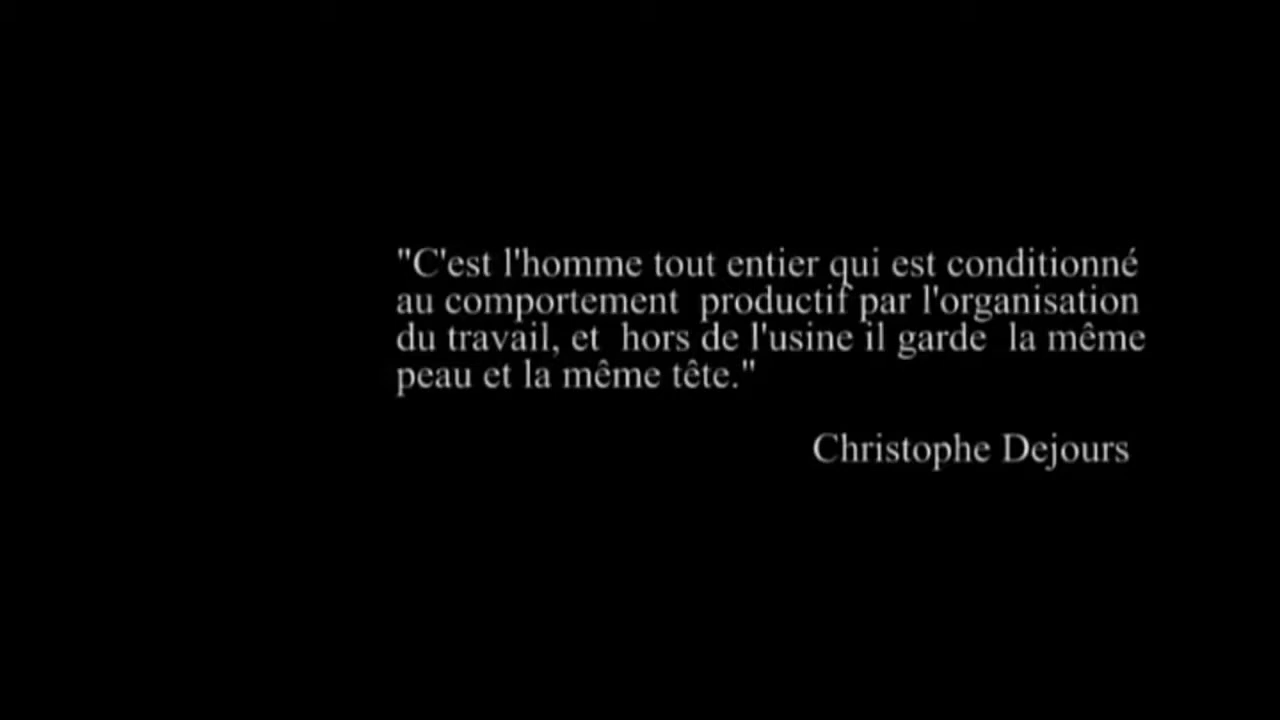 "C'est l'homme tout entier qui est conditionné
au comportement  productif par l'organisation
du travail, et  hors de l'usine il garde  la même
peau et la même tête."
Christophe Dejours